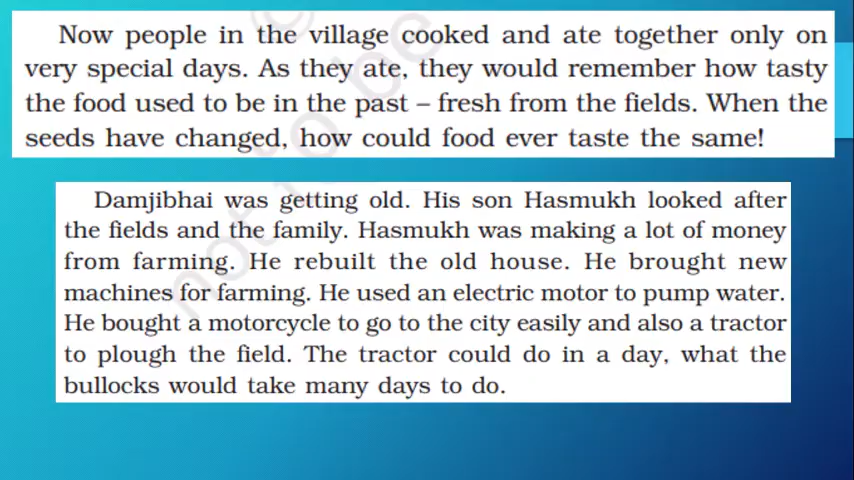 Now people in the village cooked and ate together only on
very special days. As they ate, they would remember how tasty
the food used to be in the past – fresh from the fields. When the
seeds have changed, how could food ever taste the same!
Damjibhai was getting old. His son Hasmukh looked after
the fields and the family. Hasmukh was making a lot of money
from farming. He rebuilt the old house. He brought new
machines for farming. He used an electric motor to pump water.
He bought a motorcycle to go to the city easily and also a tractor
to plough the field. The tractor could do in a day, what the
bullocks would take many days to do.
not to be